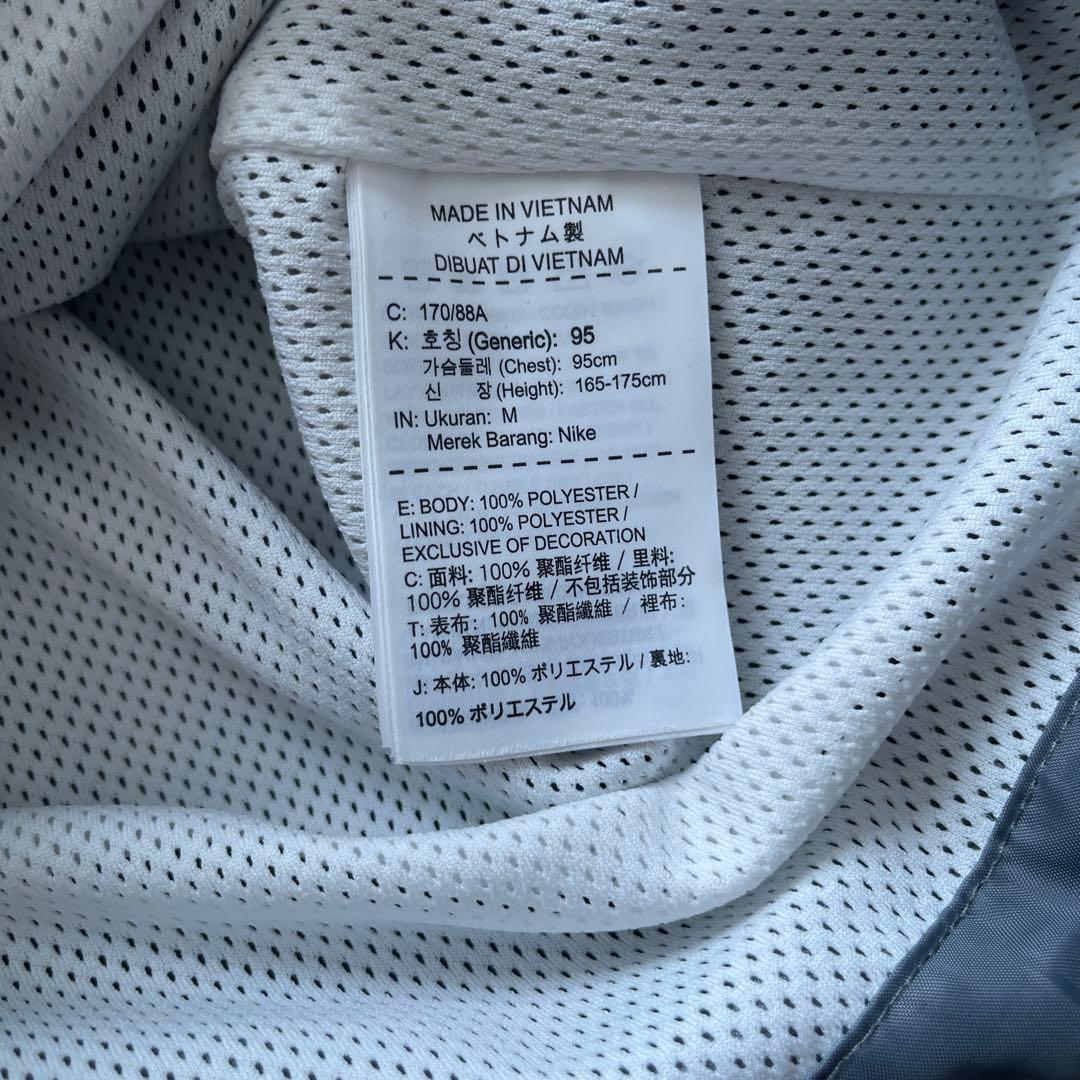 MADE IN VIETNAM
ベトナム製
DIBUAT DI VIETNAM
C: 170/88A
K: 호칭 (Generic): 95
가슴둘레 (Chest): 95cm
신 장 (Height): 165-175cm
IN: Ukuran: M
Merek Barang: Nike
E: BODY: 100% POLYESTER /
LINING: 100% POLYESTER /
EXCLUSIVE OF DECORATION
C: 面料: 100% 聚酯纤维 / 里料:
100% 聚酯纤维 / 不包括装饰部分
T: 表布: 100% 聚酯纖維 / 裡布:
100% 聚酯纖維
J: 本体: 100% ポリエステル / 裏地:
100% ポリエステル